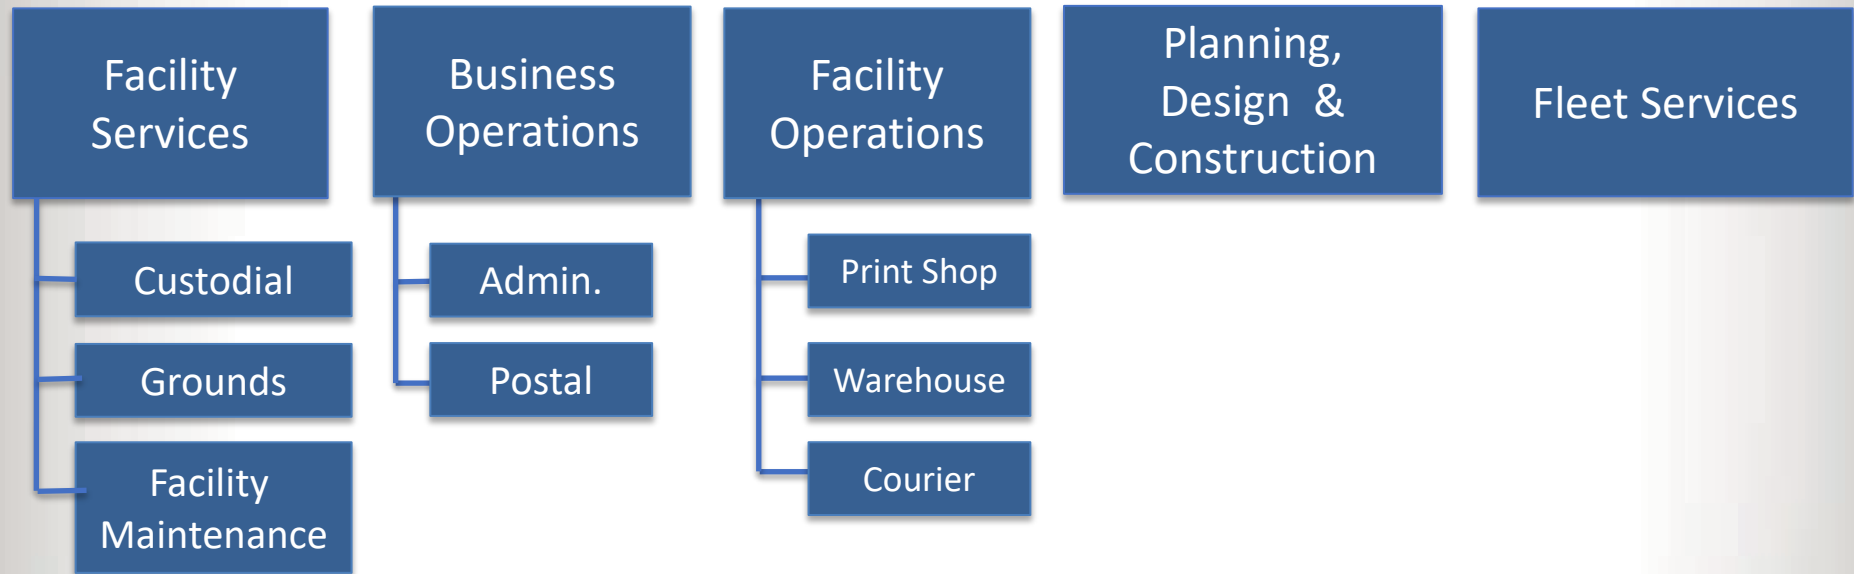 Facility
Services
Custodial
Grounds
Facility
Maintenance
Business
Operations
Admin.
Postal
Facility
Operations
Print Shop
Warehouse
Courier
Planning,
Design &
Construction
Fleet Services